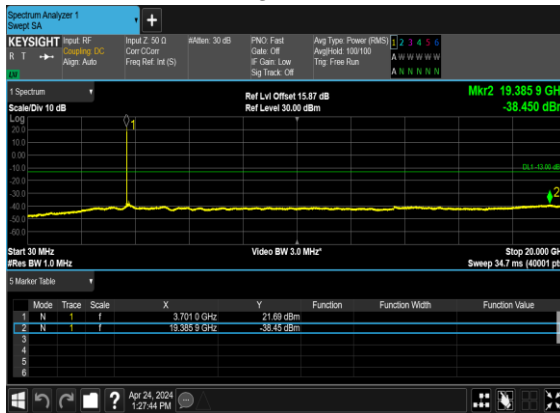 Spectrum Analyzer 1
Swept SA
+
KEYSIGHT Input: RF Input Z: 50 Ω #Atten: 30 dB PNO: Fast Avg Type: Power (RMS) 1 2 3 4 5 6
R T Coupling: DC Corr CCorr Gate: Off Avg|Hold: 100/100 A W W W W W
Align: Auto Freq Ref: Int (S) IF Gain: Low Trig: Free Run
Sig Track: Off A N N N N N
1 Spectrum Ref Lvl Offset 15.87 dB Mkr2 19.385 9 GH
Scale/Div 10 dB Ref Level 30.00 dBm -38.450 dBr
Log
1
20.0
10.0
0.00
-10.0 DL1 -13.00 dB
-20.0
-30.0 2
-40.0
-50.0
-60.0
Start 30 MHz Video BW 3.0 MHz* Stop 20.000 GH
#Res BW 1.0 MHz Sweep 34.7 ms (40001 pt
5 Marker Table
Mode Trace Scale X Y Function Function Width Function Value
1 N 1 f 3.701 0 GHz 21.69 dBm
2 N 1 f 19.385 9 GHz -38.45 dBm
3
4
5
6
? Apr 24, 2024
1:27:44 PM